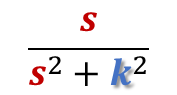 s
s² + k²